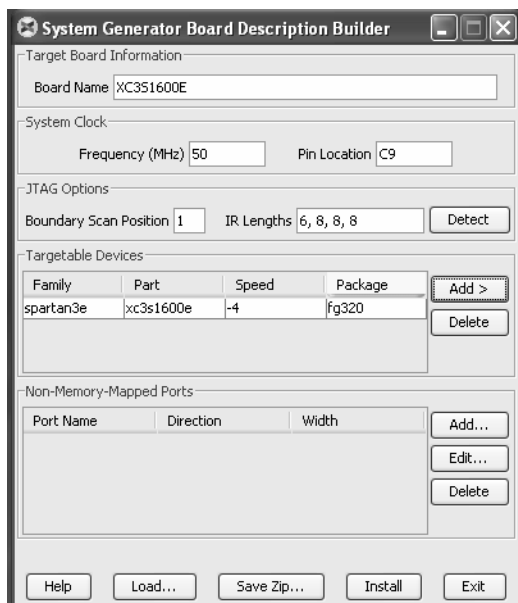 System Generator Board Description Builder
Target Board Information
Board Name XC3S1600E
System Clock
Frequency (MHz) 50 Pin Location C9
JTAG Options
Boundary Scan Position 1 IR Lengths 6, 8, 8, 8 Detect
Targetable Devices
Family Part Speed Package Add >
spartan3e xc3s1600e -4 fg320
Delete
Non-Memory-Mapped Ports
Port Name Direction Width Add...
Edit...
Delete
Help Load... Save Zip... Install Exit